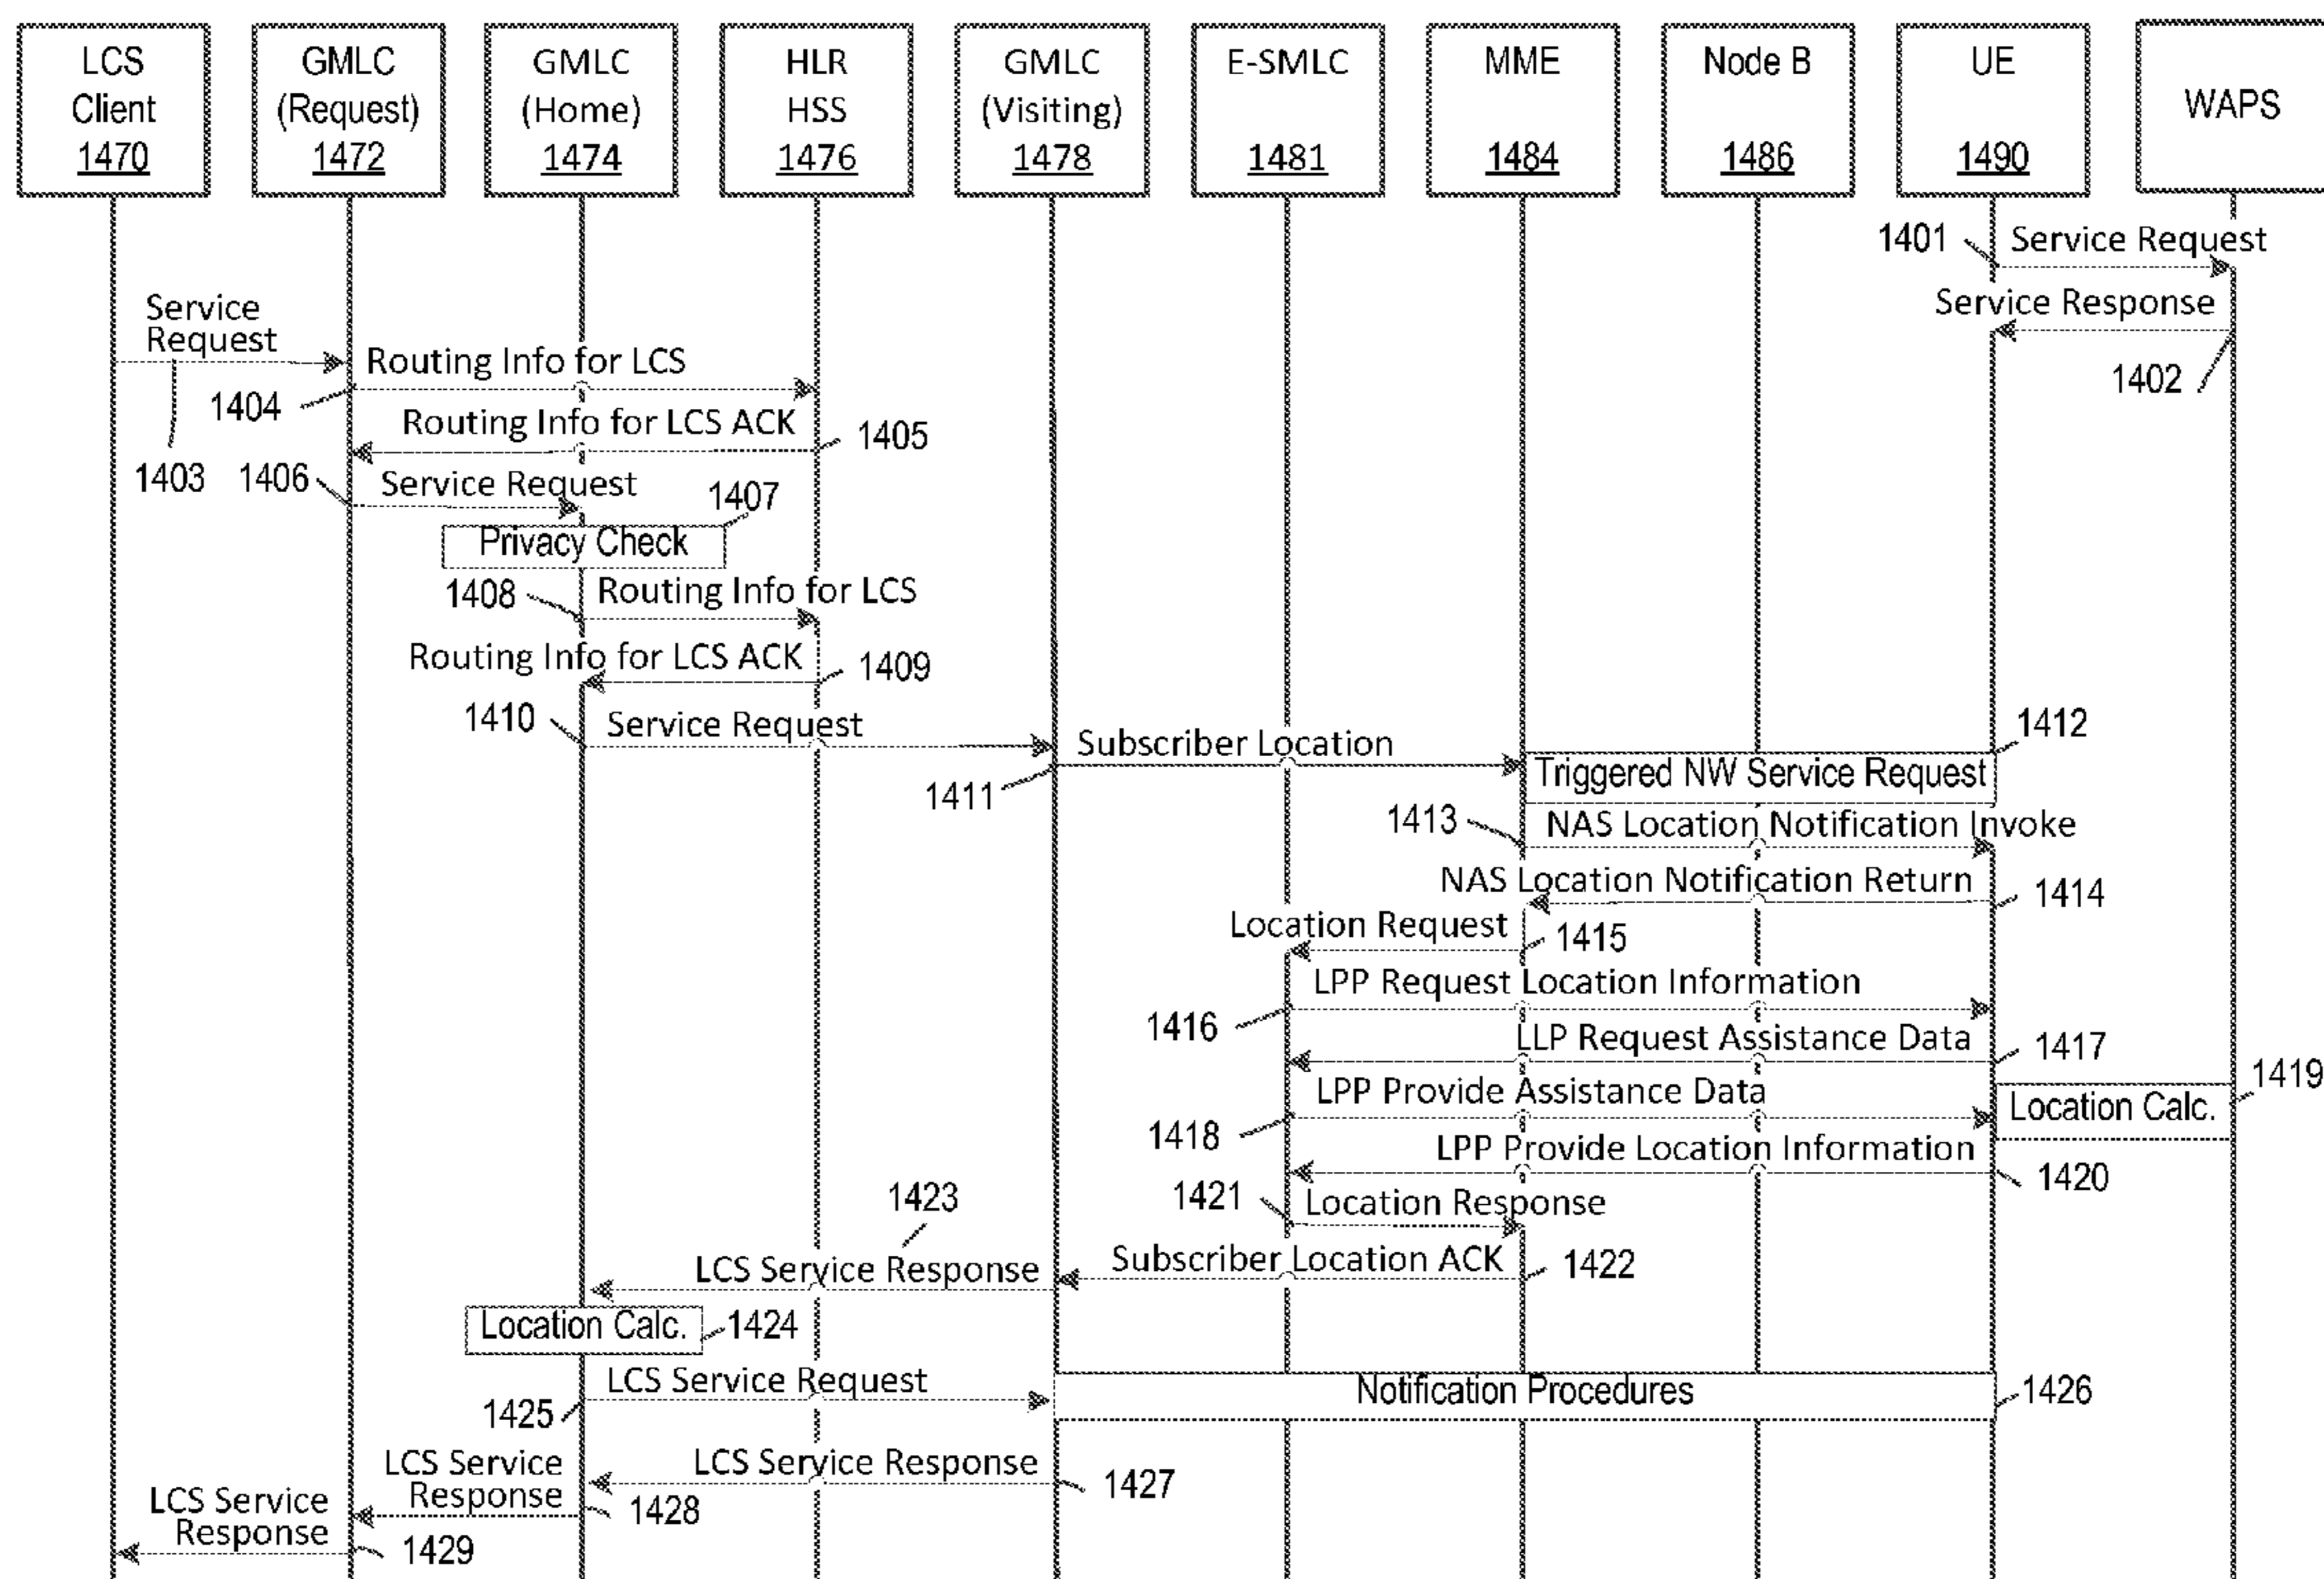 LCS
Client
1470
GMLC
(Request)
1472
GMLC
(Home)
1474
HLR
HSS
1476
GMLC
(Visiting)
1478
E-SMLC
1481
MME
1484
Node B
1486
UE
1490
WAPS
1401
Service Request
Service Response
1402
Service
Request
1403
Routing Info for LCS
1404
Routing Info for LCS ACK
1405
1406
Service Request
1407
Privacy Check
1408
Routing Info for LCS
Routing Info for LCS ACK
1409
1410
Service Request
Subscriber Location
1411
1412
Triggered NW Service Request
1413
NAS Location Notification Invoke
NAS Location Notification Return
1414
Location Request
1415
LPP Request Location Information
1416
LLP Request Assistance Data
1417
LPP Provide Assistance Data
1418
1419
Location Calc.
LPP Provide Location Information
1420
1421
Location Response
Subscriber Location ACK
1422
1423
LCS Service Response
Location Calc.
1424
LCS Service Request
1425
Notification Procedures
1426
LCS Service Response
1427
LCS Service
Response
1428
LCS Service
Response
1429